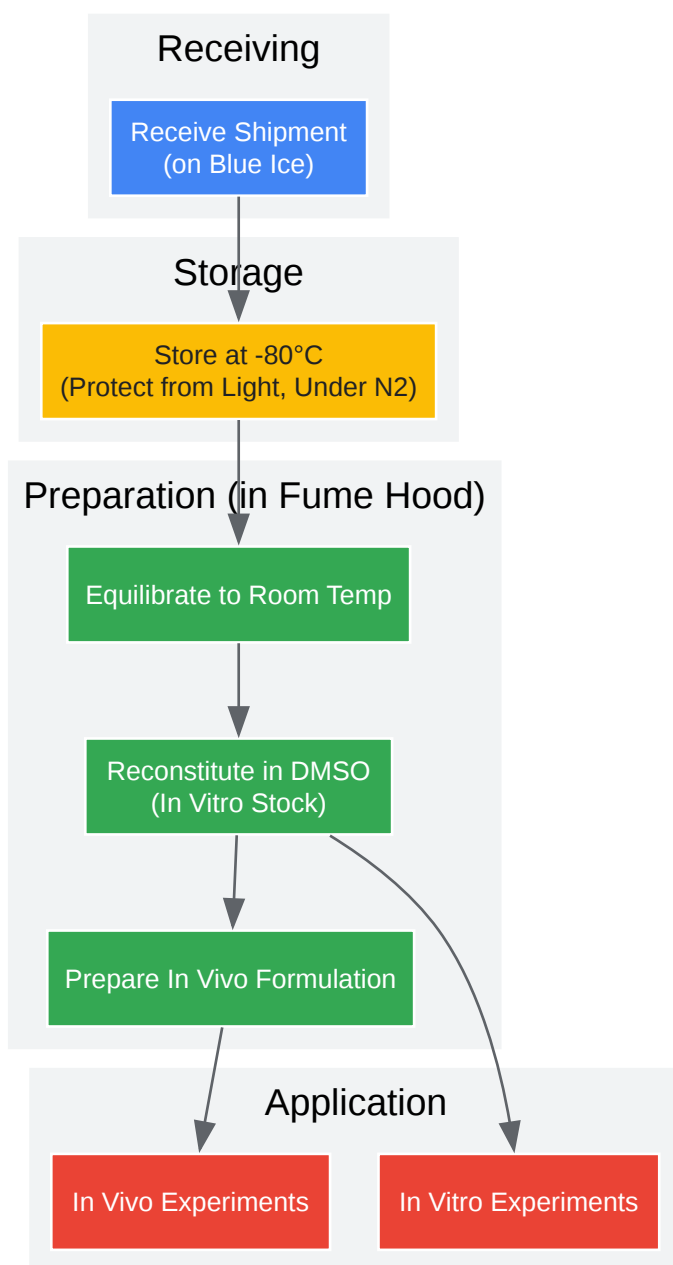 Receiving
Receive Shipment
(on Blue Ice)
Storage
Store at -80°C
(Protect from Light, Under N2)
Preparation (in Fume Hood)
Equilibrate to Room Temp
Reconstitute in DMSO
(In Vitro Stock)
Prepare In Vivo Formulation
Application
In Vivo Experiments
In Vitro Experiments